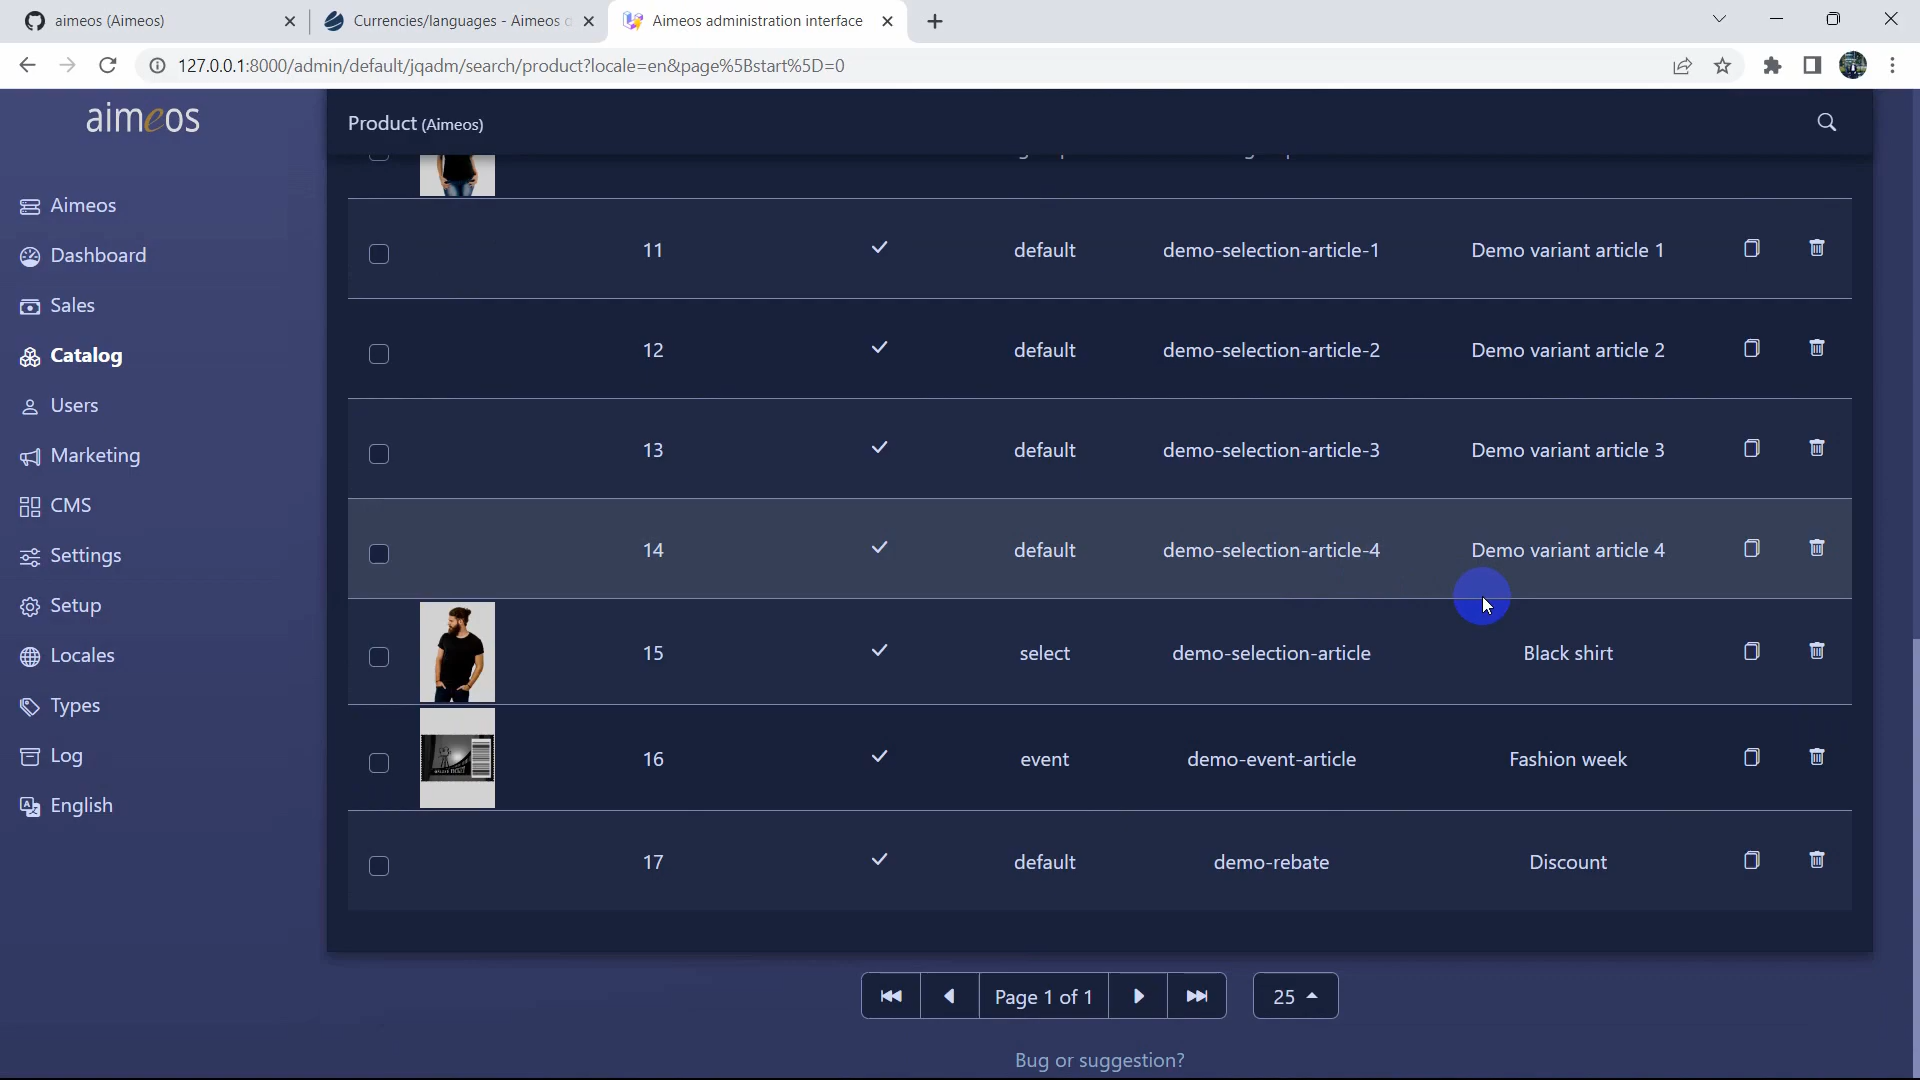 aimeos (Aimeos)
Currencies/languages - Aimeos
Aimeos administration interface
127.0.0.1:8000/admin/default/jqadm/search/product?locale=en&page%5Bstart%5D=0
aimeos
Product (Aimeos)
Aimeos
Dashboard
Sales
Catalog
Users
Marketing
CMS
Settings
Setup
Locales
Types
Log
English
11 default demo-selection-article-1 Demo variant article 1
12 default demo-selection-article-2 Demo variant article 2
13 default demo-selection-article-3 Demo variant article 3
14 default demo-selection-article-4 Demo variant article 4
15 select demo-selection-article Black shirt
16 event demo-event-article Fashion week
17 default demo-rebate Discount
Page 1 of 1
25
Bug or suggestion?